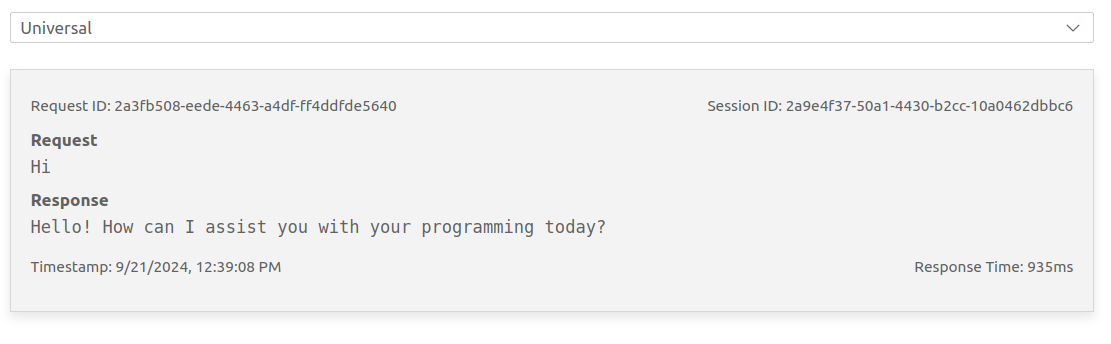 Universal
Request ID: 2a3fb508-eede-4463-a4df-ff4ddfde5640 Session ID: 2a9e4f37-50a1-4430-b2cc-10a0462dbbc6
Request
Hi
Response
Hello! How can I assist you with your programming today?
Timestamp: 9/21/2024, 12:39:08 PM Response Time: 935ms